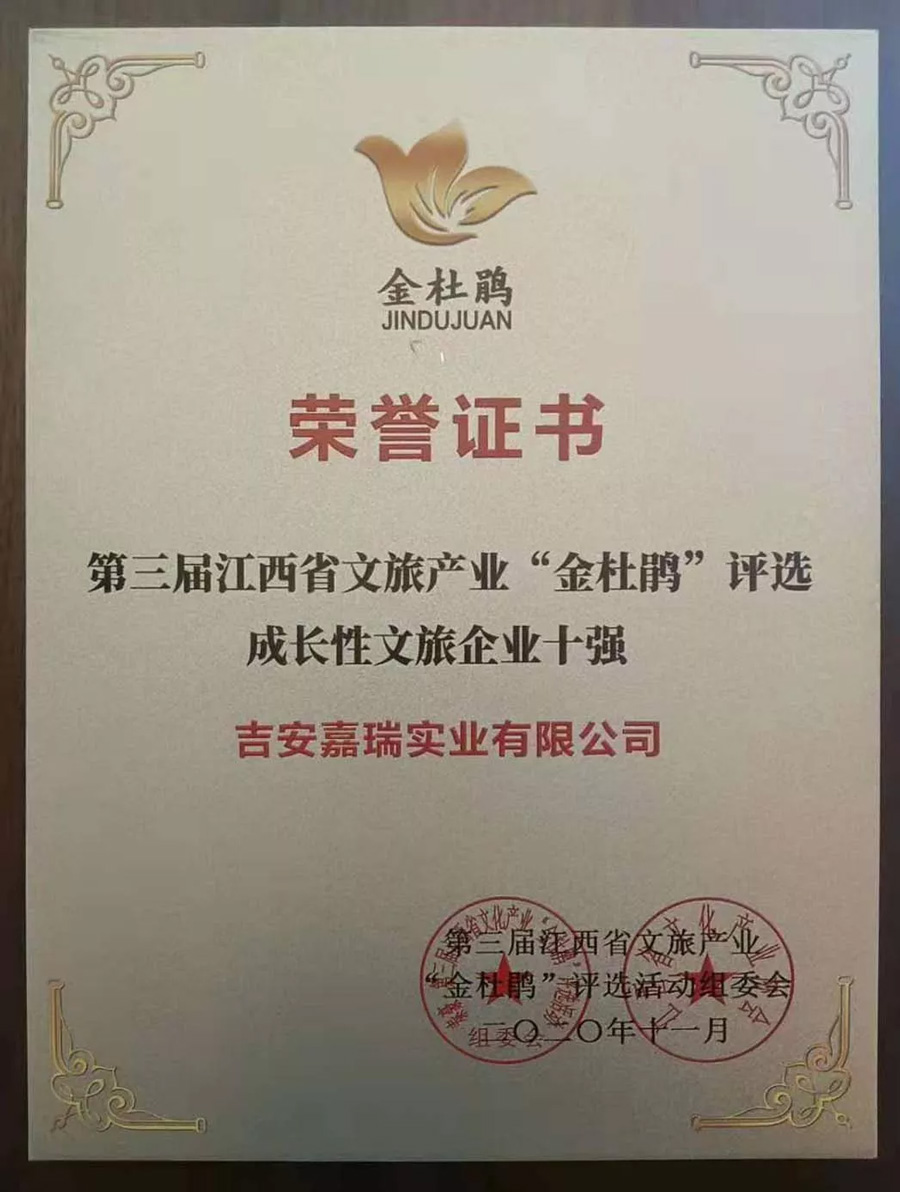 金杜鹃
JINDUJUAN
荣誉证书
第三届江西省文旅产业“金杜鹃”评选
成长性文旅企业十强
吉安嘉瑞实业有限公司
第三届江西省文旅产业
“金杜鹃”评选活动组委会
二〇二〇年十一月
组委会